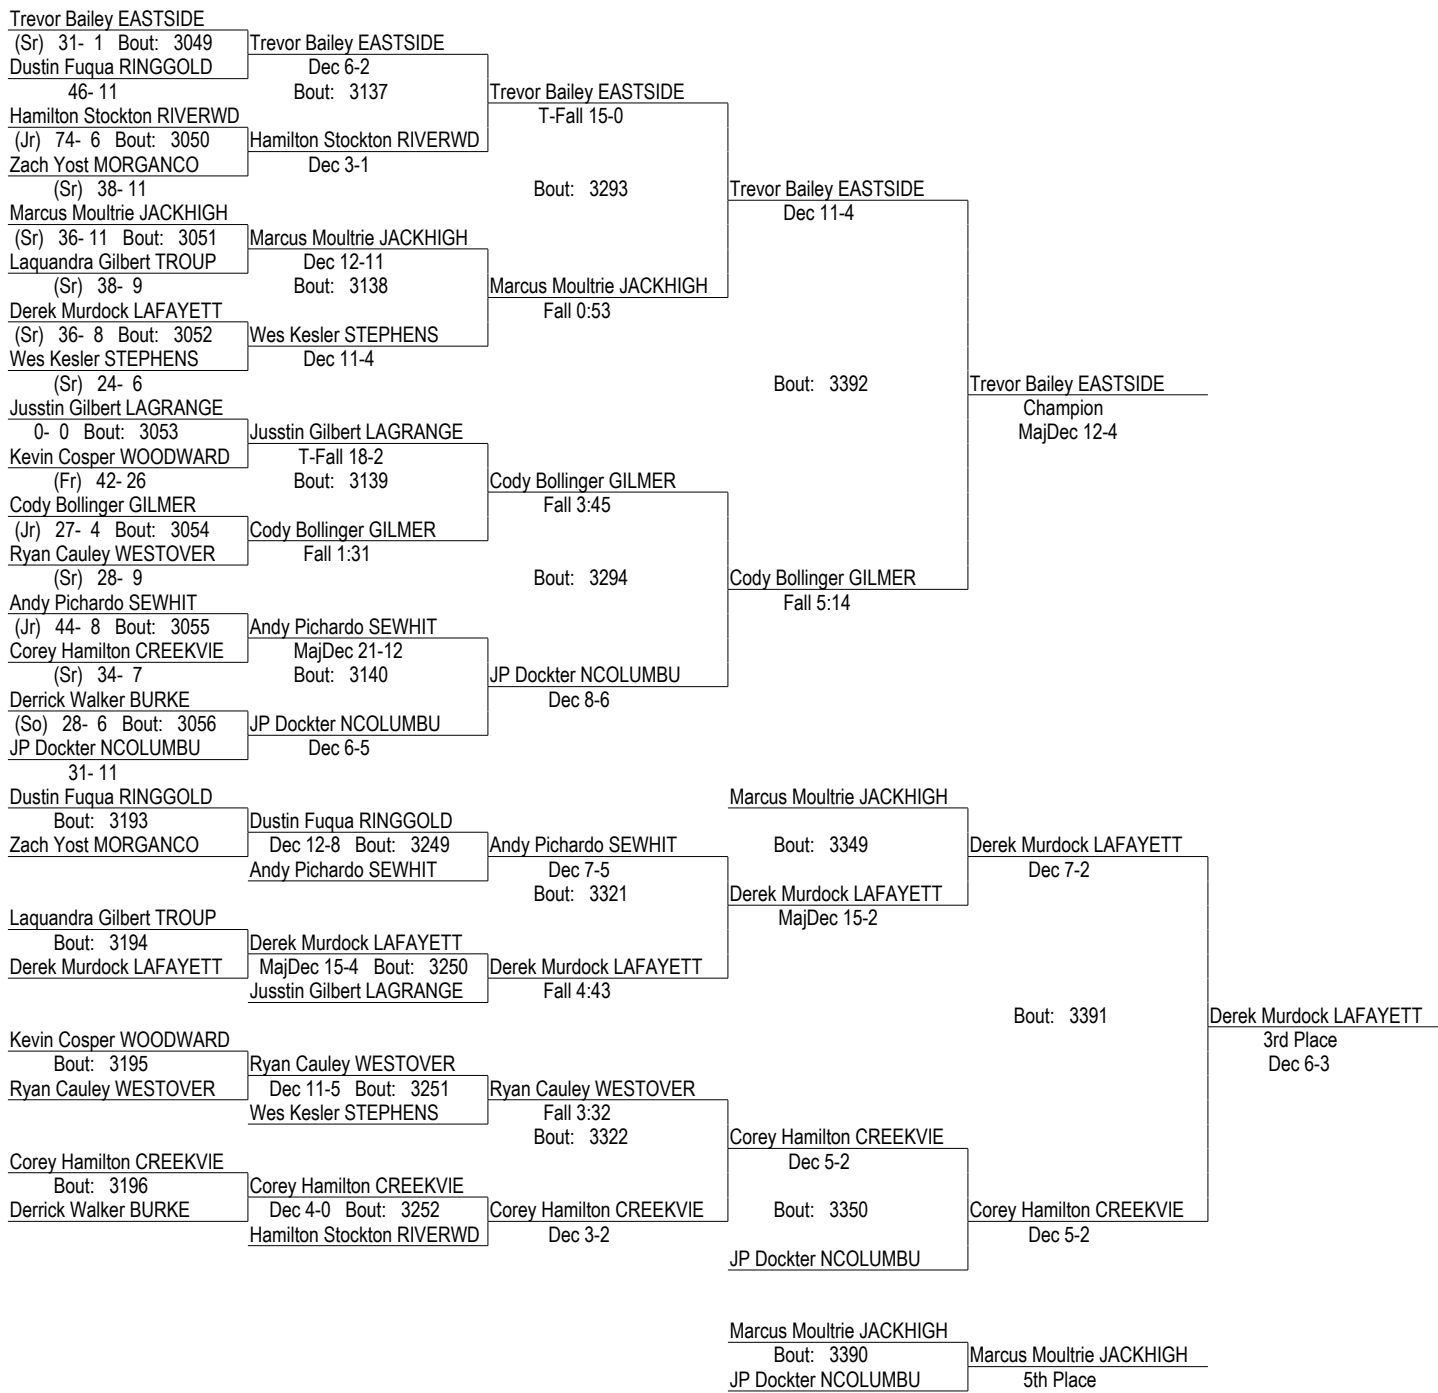 Trevor Bailey EASTSIDE
(Sr) 31- 1 Bout: 3049 Trevor Bailey EASTSIDE
Dustin Fuqua RINGGOLD Dec 6-2
46- 11 Bout: 3137 Trevor Bailey EASTSIDE
Hamilton Stockton RIVERWD T-Fall 15-0
(Jr) 74- 6 Bout: 3050 Hamilton Stockton RIVERWD
Zach Yost MORGANCO Dec 3-1
(Sr) 38- 11 Bout: 3293 Trevor Bailey EASTSIDE
Marcus Moultrie JACKHIGH Dec 11-4
(Sr) 36- 11 Bout: 3051 Marcus Moultrie JACKHIGH
Laquandra Gilbert TROUP Dec 12-11
(Sr) 38- 9 Bout: 3138 Marcus Moultrie JACKHIGH
Derek Murdock LAFAYETT Fall 0:53
(Sr) 36- 8 Bout: 3052 Wes Kesler STEPHENS
Wes Kesler STEPHENS Dec 11-4
(Sr) 24- 6 Bout: 3392 Trevor Bailey EASTSIDE
Jusstin Gilbert LAGRANGE Champion
0- 0 Bout: 3053 Jusstin Gilbert LAGRANGE MajDec 12-4
Kevin Cosper WOODWARD T-Fall 18-2
(Fr) 42- 26 Bout: 3139 Cody Bollinger GILMER
Cody Bollinger GILMER Fall 3:45
(Jr) 27- 4 Bout: 3054 Cody Bollinger GILMER
Ryan Cauley WESTOVER Fall 1:31
(Sr) 28- 9 Bout: 3294 Cody Bollinger GILMER
Andy Pichardo SEWHIT Fall 5:14
(Jr) 44- 8 Bout: 3055 Andy Pichardo SEWHIT
Corey Hamilton CREEKVIE MajDec 21-12
(Sr) 34- 7 Bout: 3140 JP Dockter NCOLUMBU
Derrick Walker BURKE Dec 8-6
(So) 28- 6 Bout: 3056 JP Dockter NCOLUMBU
JP Dockter NCOLUMBU Dec 6-5
31- 11
Dustin Fuqua RINGGOLD Marcus Moultrie JACKHIGH
Bout: 3193 Dustin Fuqua RINGGOLD
Zach Yost MORGANCO Dec 12-8 Bout: 3249 Andy Pichardo SEWHIT Bout: 3349 Derek Murdock LAFAYETT
Andy Pichardo SEWHIT Dec 7-5 Dec 7-2
Bout: 3321 Derek Murdock LAFAYETT
Laquandra Gilbert TROUP MajDec 15-2
Bout: 3194 Derek Murdock LAFAYETT
Derek Murdock LAFAYETT MajDec 15-4 Bout: 3250 Derek Murdock LAFAYETT
Jusstin Gilbert LAGRANGE Fall 4:43
Bout: 3391 Derek Murdock LAFAYETT
Kevin Cosper WOODWARD 3rd Place
Bout: 3195 Ryan Cauley WESTOVER Dec 6-3
Ryan Cauley WESTOVER Dec 11-5 Bout: 3251 Ryan Cauley WESTOVER
Wes Kesler STEPHENS Fall 3:32
Bout: 3322 Corey Hamilton CREEKVIE
Corey Hamilton CREEKVIE Dec 5-2
Bout: 3196 Corey Hamilton CREEKVIE
Derrick Walker BURKE Dec 4-0 Bout: 3252 Corey Hamilton CREEKVIE Bout: 3350 Corey Hamilton CREEKVIE
Hamilton Stockton RIVERWD Dec 3-2 Dec 5-2
JP Dockter NCOLUMBU
Marcus Moultrie JACKHIGH
Bout: 3390 Marcus Moultrie JACKHIGH
JP Dockter NCOLUMBU 5th Place